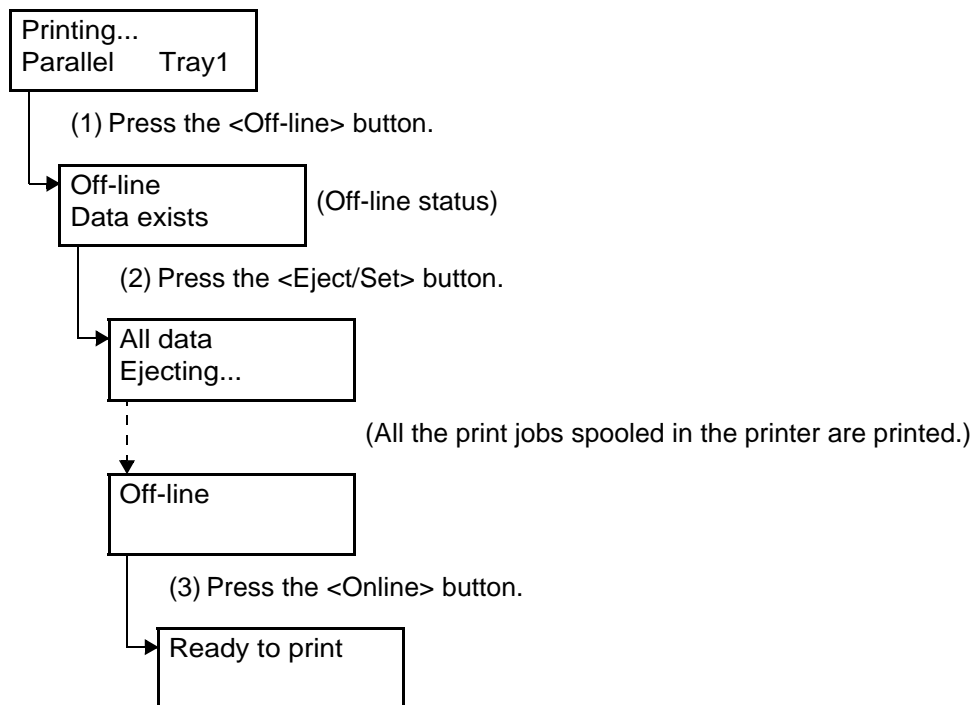 Printing...
Parallel Tray1
(1) Press the <Off-line> button.
Off-line
Data exists
(Off-line status)
(2) Press the <Eject/Set> button.
All data
Ejecting...
(All the print jobs spooled in the printer are printed.)
Off-line
(3) Press the <Online> button.
Ready to print